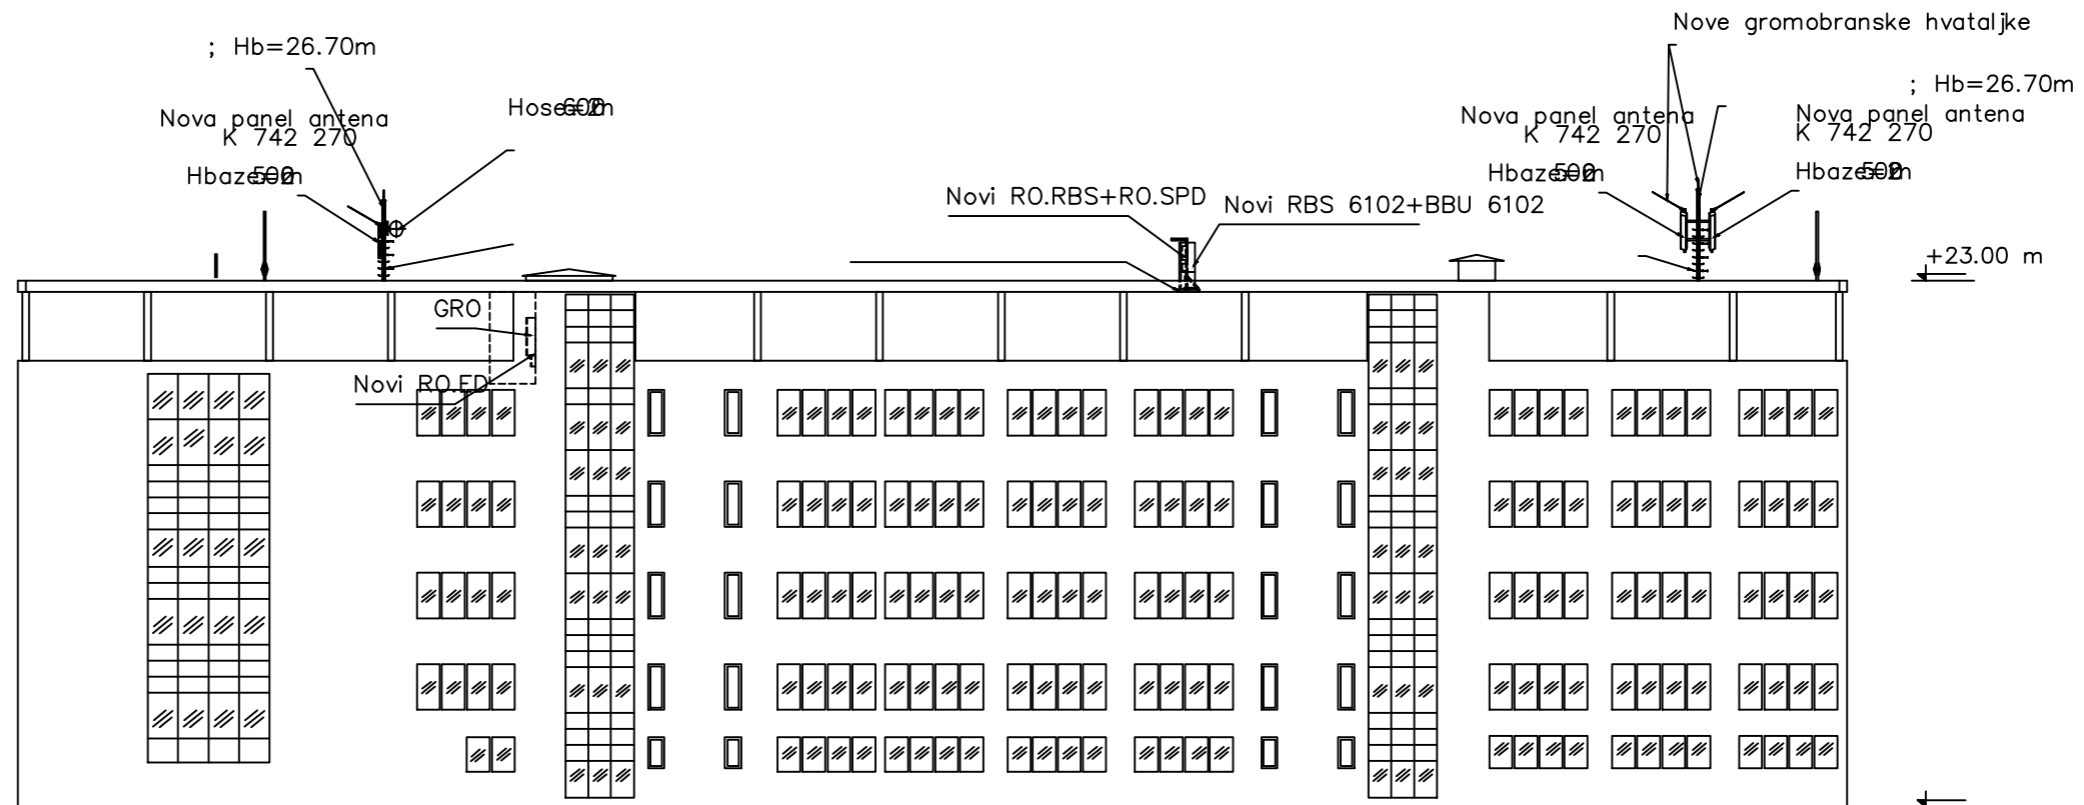 Nove gromobranske hvataljke
; Hb=26.70m
; Hb=26.70m
Nova panel antena
K 742 270
Nova panel antena
K 742 270
Nova panel antena
K 742 270
Novi RO.RBS+RO.SPD
Novi RBS 6102+BBU 6102
+23.00 m
GRO
Novi RO.ED